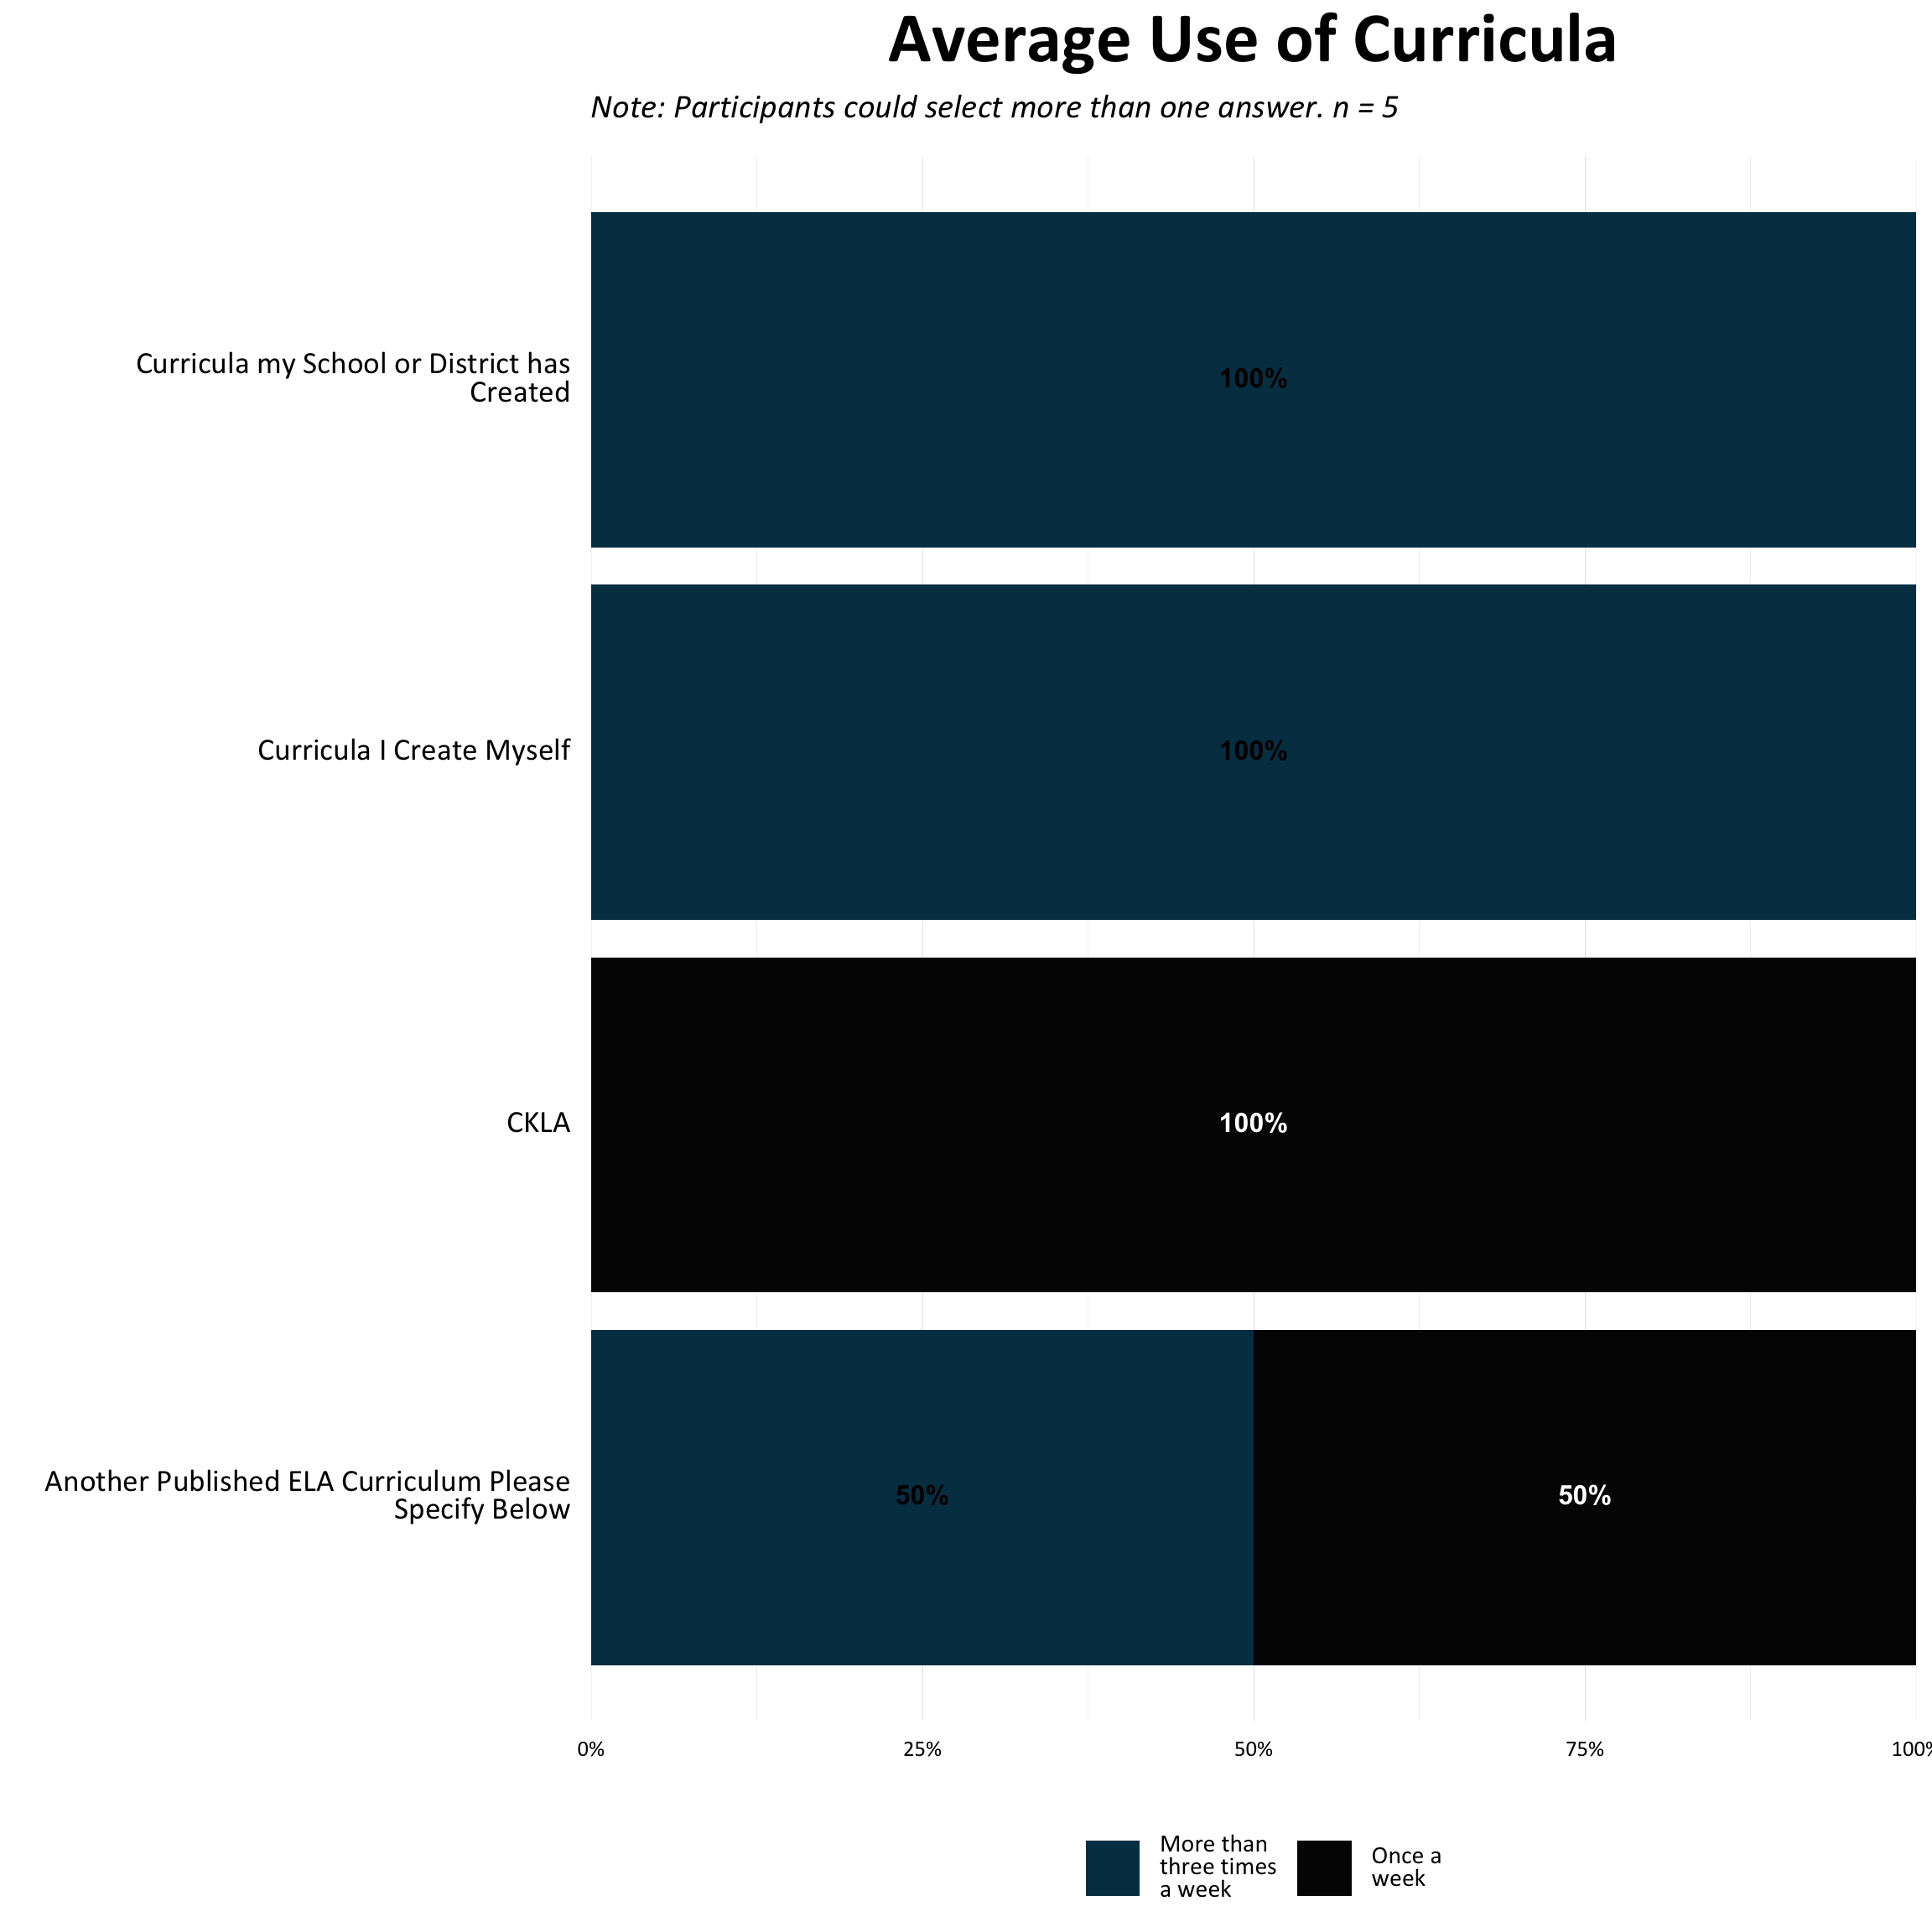 Average Use of Curricula
Note: Participants could select more than one answer. n = 5
Curricula my School or District has
Created
100%
Curricula I Create Myself
100%
CKLA
100%
Another Published ELA Curriculum Please
Specify Below
50%
50%
0%
25%
50%
75%
100%
More than
three times
a week
Once a
week